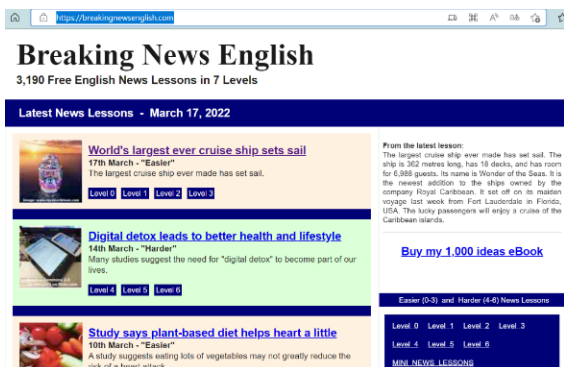 https://breakingnewsenglish.com
Breaking News English
3,190 Free English News Lessons in 7 Levels
Latest News Lessons - March 17, 2022
World's largest ever cruise ship sets sail
17th March - "Easier"
The largest cruise ship ever made has set sail.
Level 0 Level 1 Level 2 Level 3
Digital detox leads to better health and lifestyle
14th March - "Harder"
Many studies suggest the need for "digital detox" to become part of our
lives.
Level 4 Level 5 Level 6
Study says plant-based diet helps heart a little
10th March - "Easier"
A study suggests eating lots of vegetables may not greatly reduce the
risk of a heart attack.
From the latest lesson:
The largest cruise ship ever made has set sail. The
ship is 362 metres long, has 18 decks, and has room
for 6,988 guests. Its name is Wonder of the Seas. It is
the newest addition to the ships owned by the
company Royal Caribbean. It set off on its maiden
voyage last week from Fort Lauderdale in Florida,
USA. The lucky passengers will enjoy a cruise of the
Caribbean islands.
Buy my 1,000 ideas eBook
Easier (0-3) and Harder (4-6) News Lessons
Level 0 Level 1 Level 2 Level 3
Level 4 Level 5 Level 6
MINI NEWS LESSONS